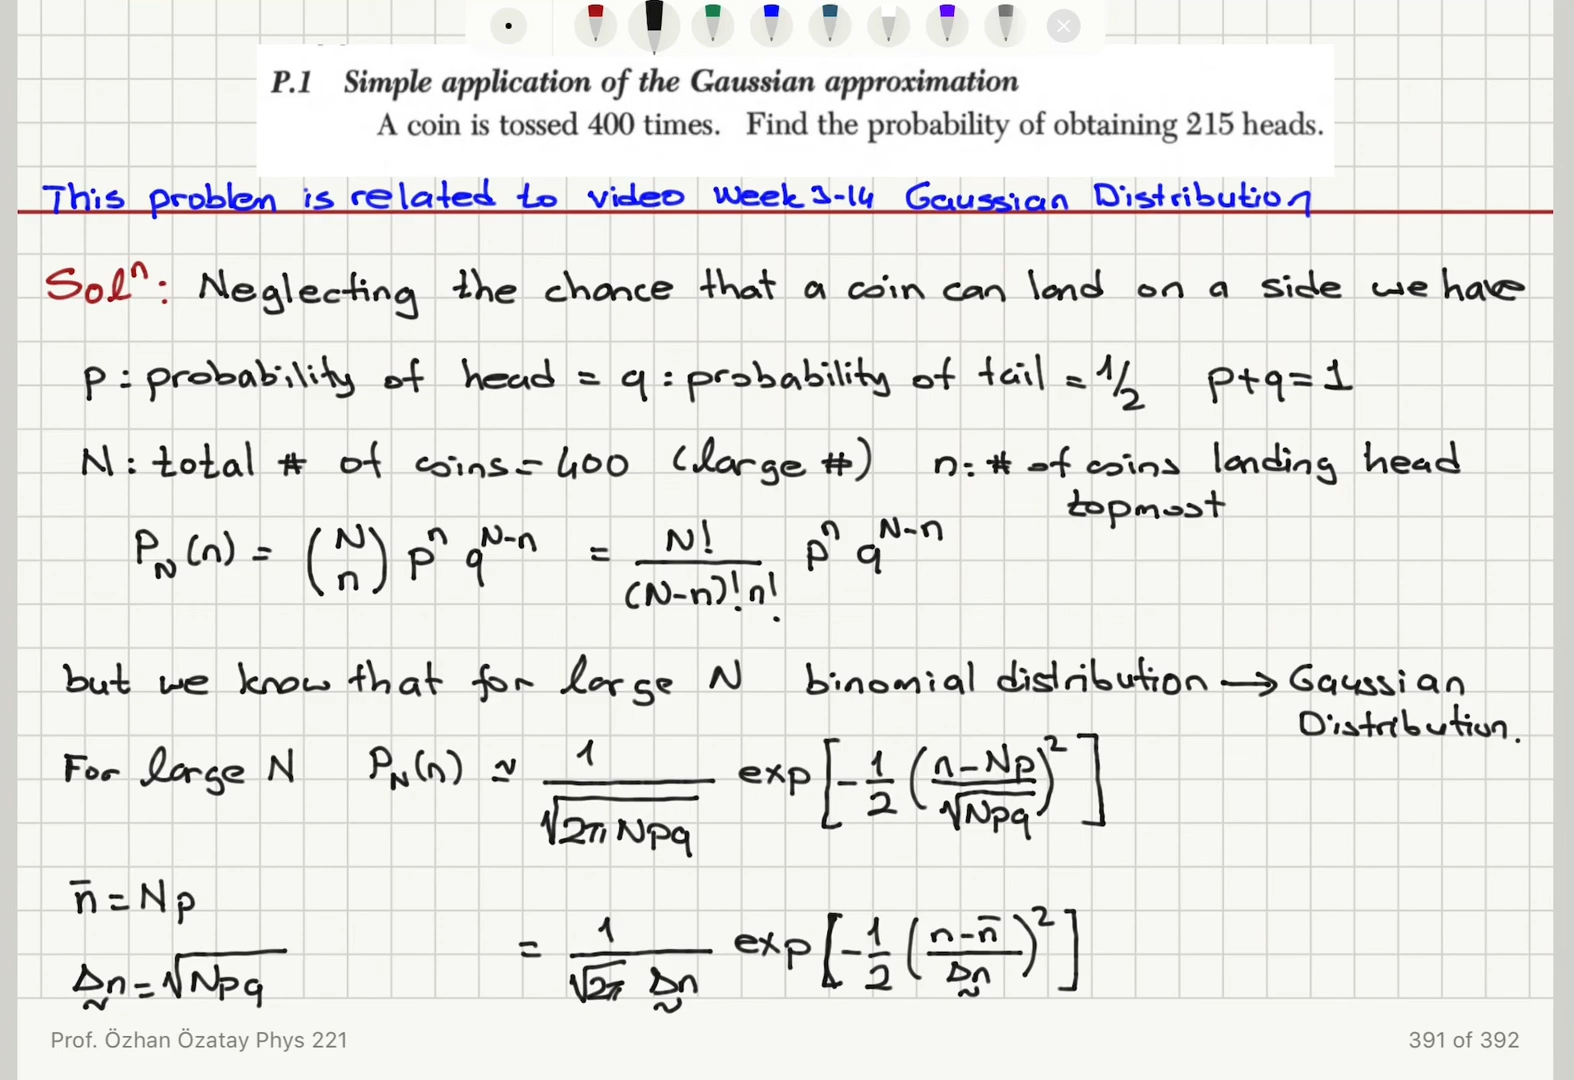 P.1 Simple application of the Gaussian approximation
A coin is tossed 400 times. Find the probability of obtaining 215 heads.
This problem is related to video Week 3-14 Gaussian Distribution
Solⁿ: Neglecting the chance that a coin can land on a side we have
p: probability of head = q: probability of tail = 1/2 p+q=1
N: total # of coins = 400 (large #) n: # of coins landing head
topmost
P_N(n) = (N n) pⁿ q^(N-n) = N! / (N-n)! n! pⁿ q^(N-n)
but we know that for large N binomial distribution → Gaussian
Distribution.
For large N P_N(n) ≃ 1/√(2π Npq) exp[-1/2 ((n-Np)/√(Npq))²]
n̄ = Np
Δn = √(Npq) = 1/(√(2π) Δn) exp[-1/2 ((n-n̄)/Δn)²]
Prof. Özhan Özatay Phys 221 391 of 392